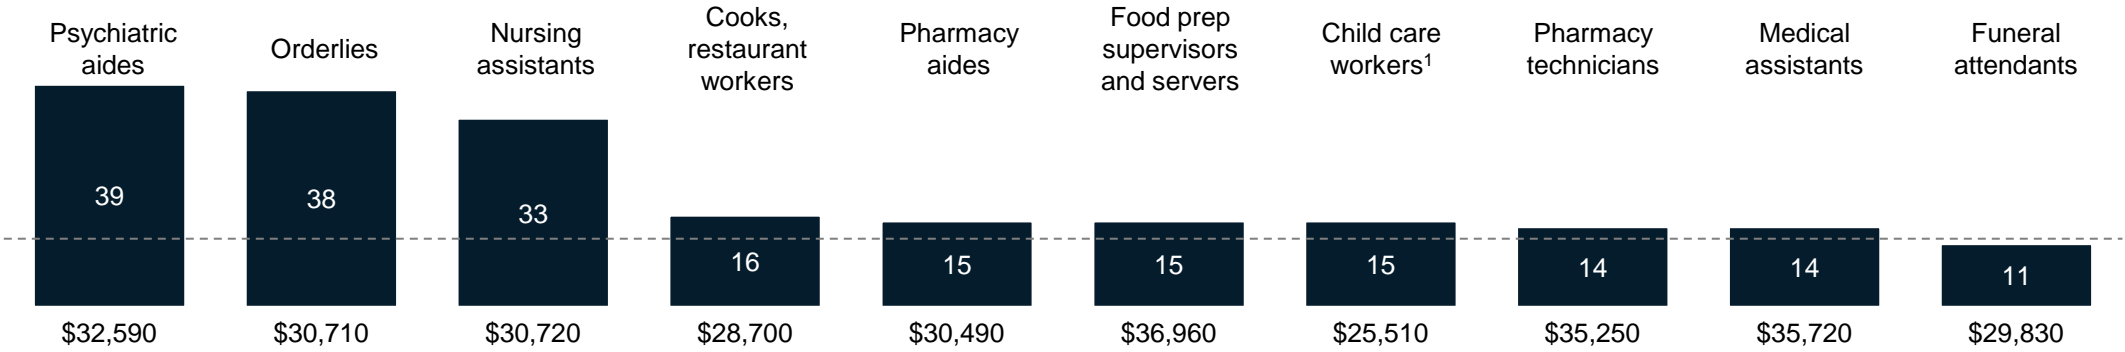 Psychiatric
aides
Orderlies
Nursing
assistants
Cooks,
restaurant
workers
Pharmacy
aides
Food prep
supervisors
and servers
Child care
workers¹
Pharmacy
technicians
Medical
assistants
Funeral
attendants
39
38
33
16
15
15
15
14
14
11
$32,590
$30,710
$30,720
$28,700
$30,490
$36,960
$25,510
$35,250
$35,720
$29,830